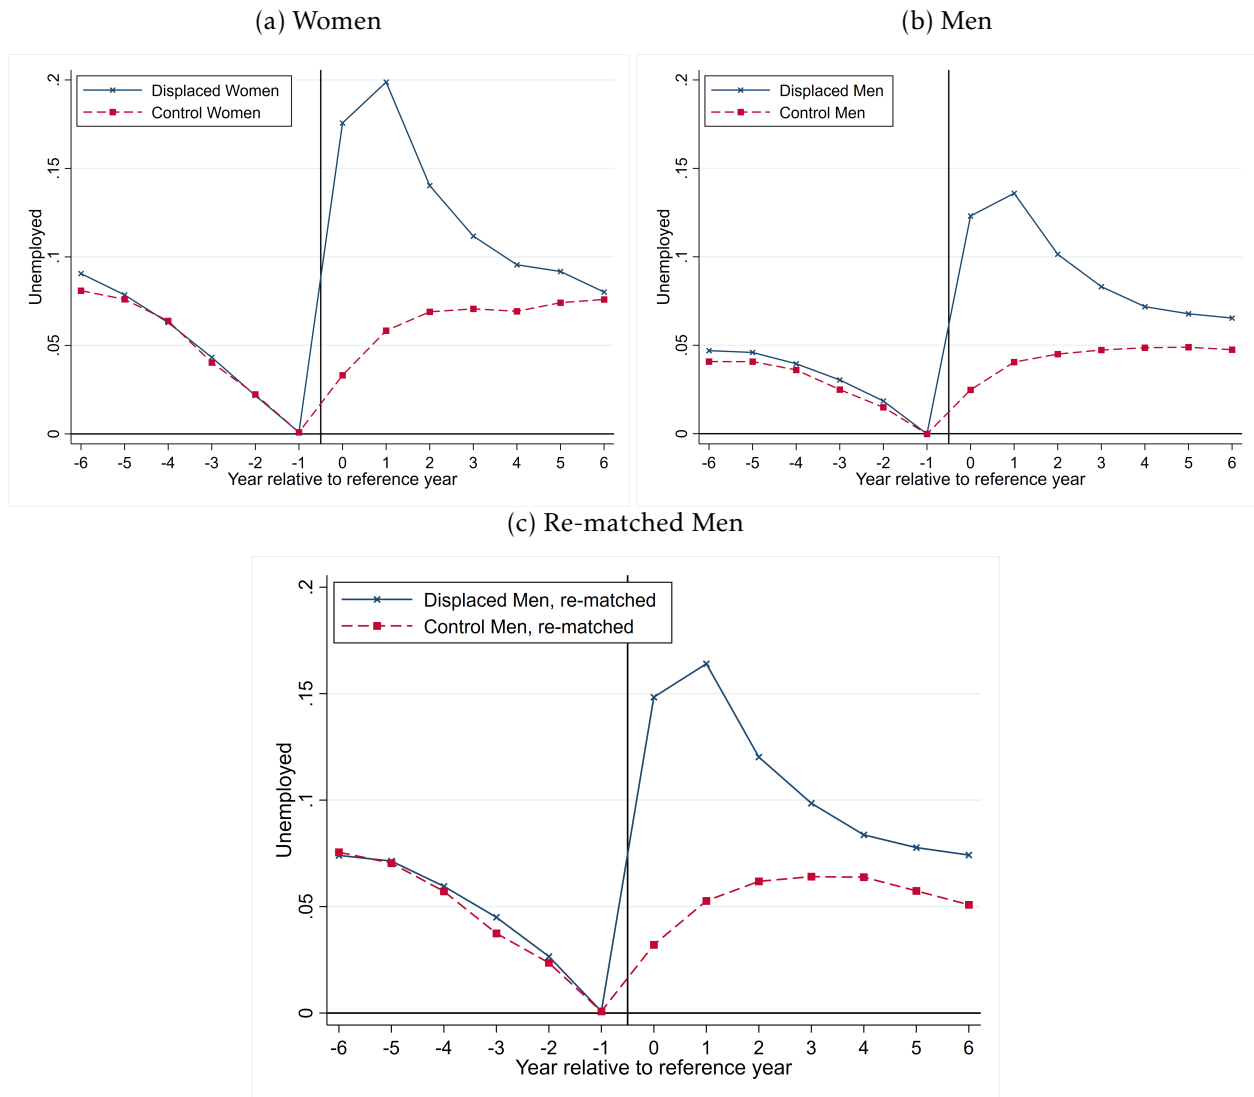 (a) Women
Displaced Women
Control Women
Unemployed
.2
.15
.1
.05
0
-6 -5 -4 -3 -2 -1 0 1 2 3 4 5 6
Year relative to reference year
(b) Men
Displaced Men
Control Men
Unemployed
.2
.15
.1
.05
0
-6 -5 -4 -3 -2 -1 0 1 2 3 4 5 6
Year relative to reference year
(c) Re-matched Men
Displaced Men, re-matched
Control Men, re-matched
Unemployed
.2
.15
.1
.05
0
-6 -5 -4 -3 -2 -1 0 1 2 3 4 5 6
Year relative to reference year